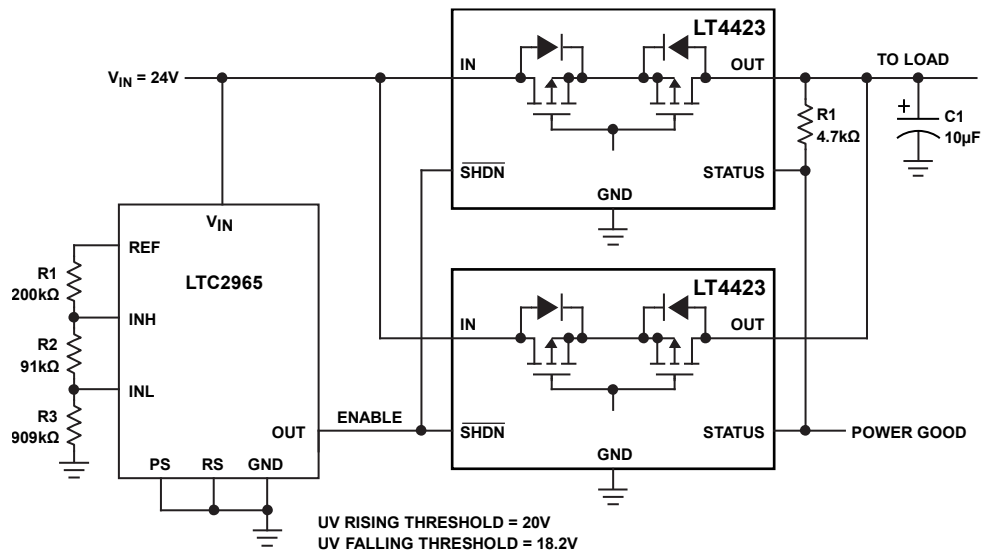 LT4423
V_IN = 24V
IN
OUT
TO LOAD
R1
4.7kΩ
+
C1
10µF
SHDN
STATUS
GND
V_IN
REF
LTC2965
R1
200kΩ
INH
R2
91kΩ
INL
R3
909kΩ
OUT
PS
RS
GND
ENABLE
LT4423
IN
OUT
SHDN
STATUS
POWER GOOD
GND
UV RISING THRESHOLD = 20V
UV FALLING THRESHOLD = 18.2V